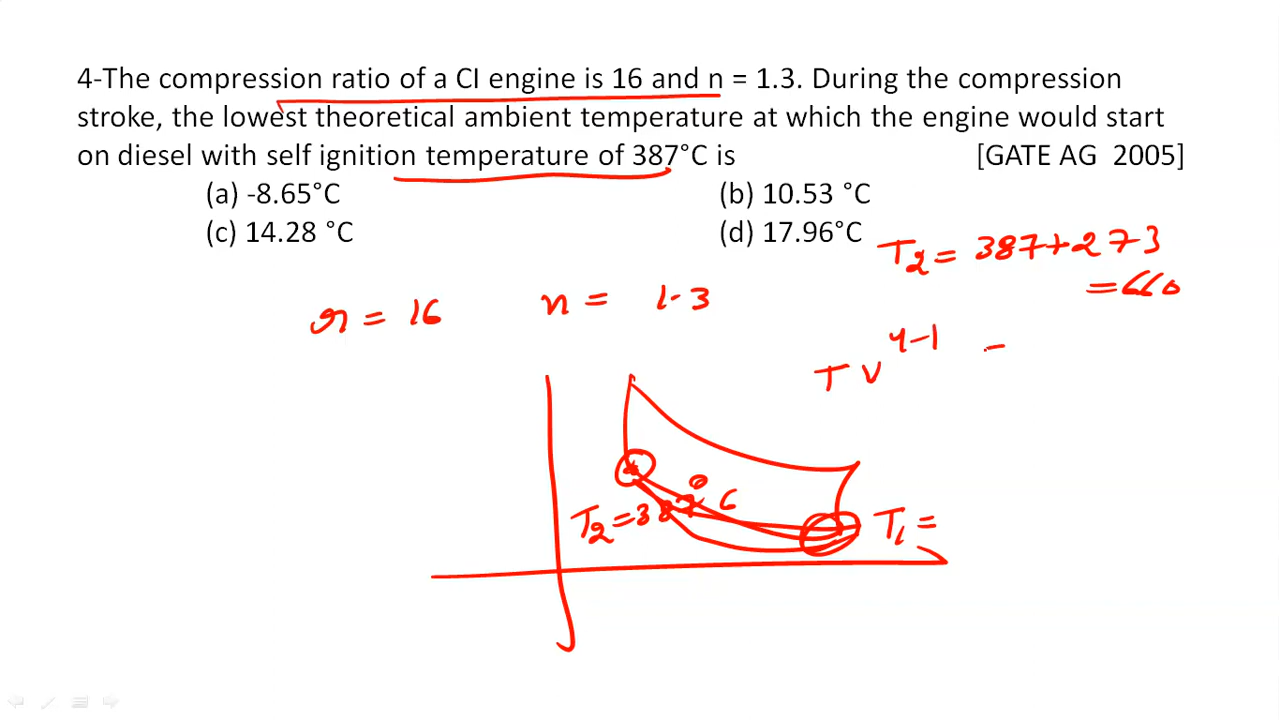 4-The compression ratio of a CI engine is 16 and n = 1.3. During the compression
stroke, the lowest theoretical ambient temperature at which the engine would start
on diesel with self ignition temperature of 387°C is [GATE AG 2005]
(a) -8.65°C (b) 10.53 °C
(c) 14.28 °C (d) 17.96°C
T2 = 387+273
= 660
r = 16 n = 1.3
T V^γ-1 =
T2 = 387°C T1 =